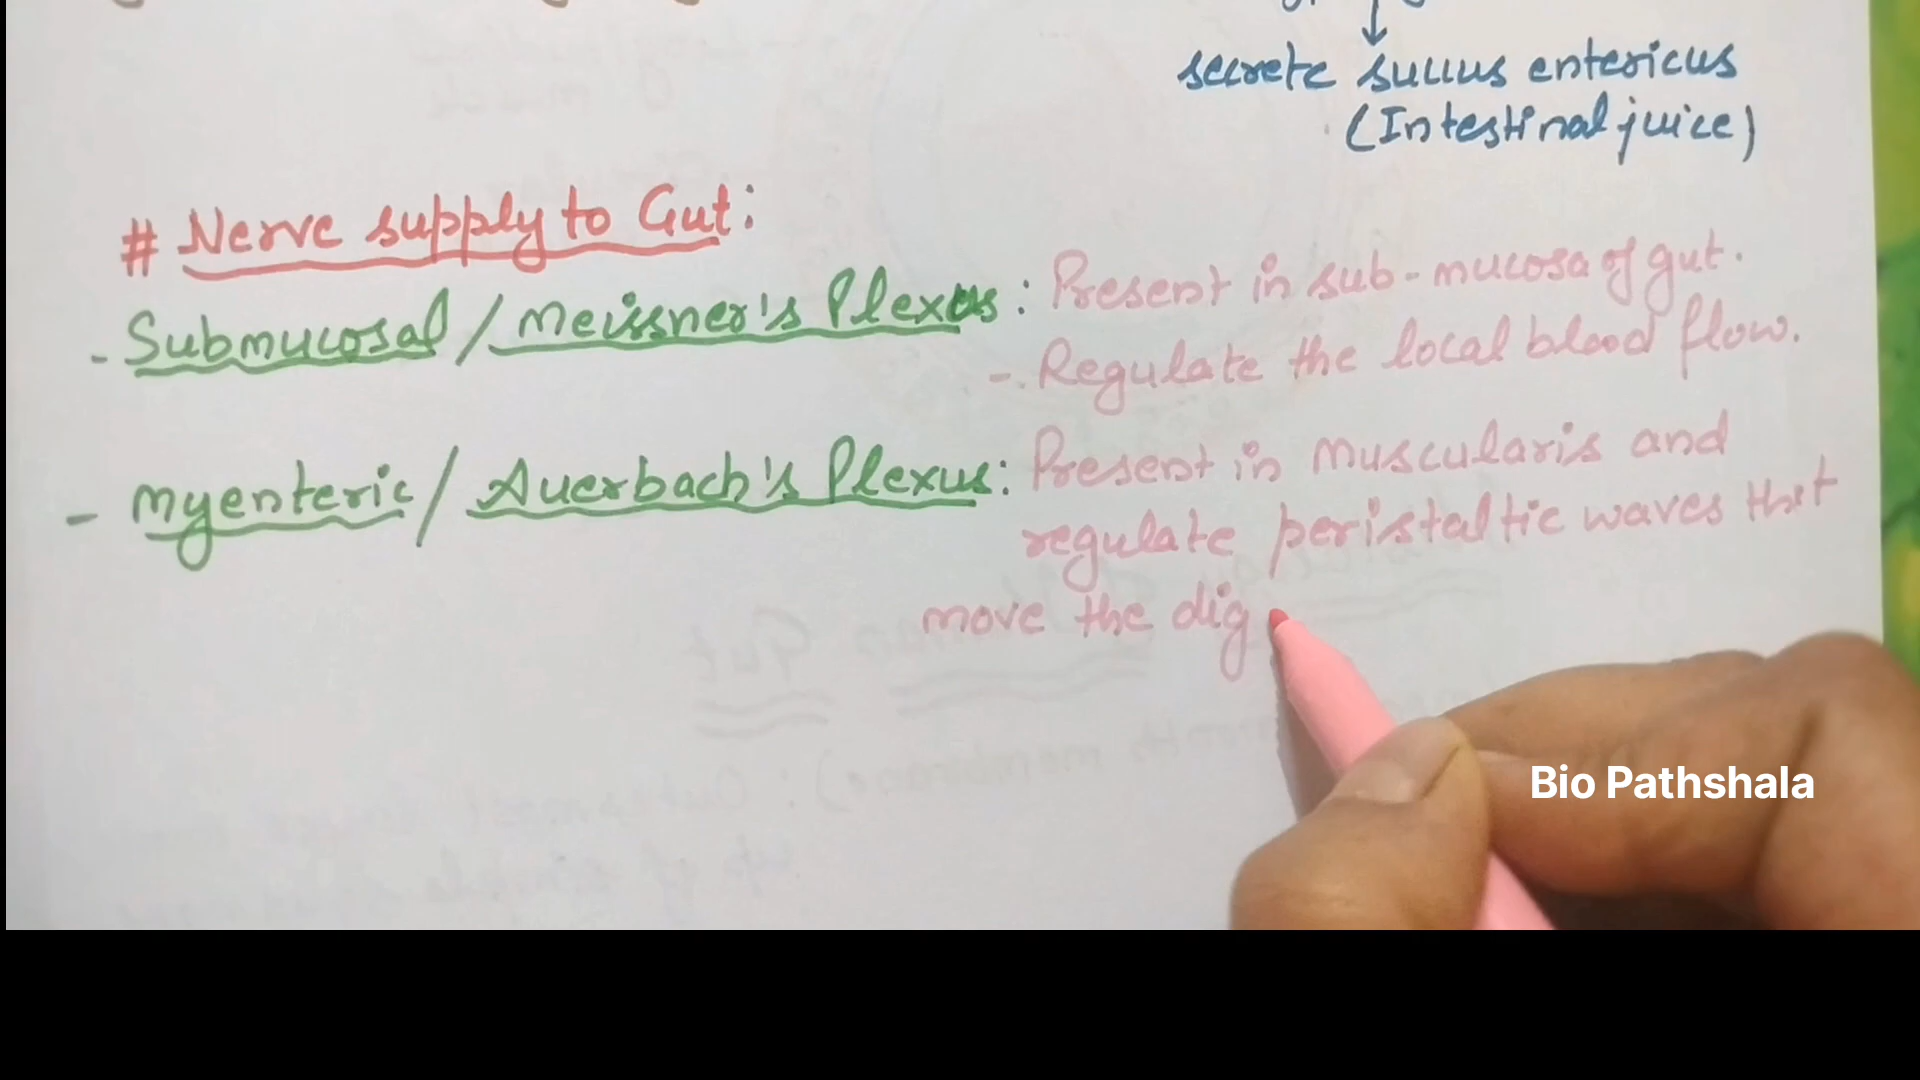 secrete succus entericus
(Intestinal juice)
# Nerve supply to Gut:
- Submucosal / Meissner's Plexus : Present in sub-mucosa of gut.
- Regulate the local blood flow.
- Myenteric / Auerbach's Plexus: Present in Muscularis and
regulate peristaltic waves that
move the dig
Bio Pathshala